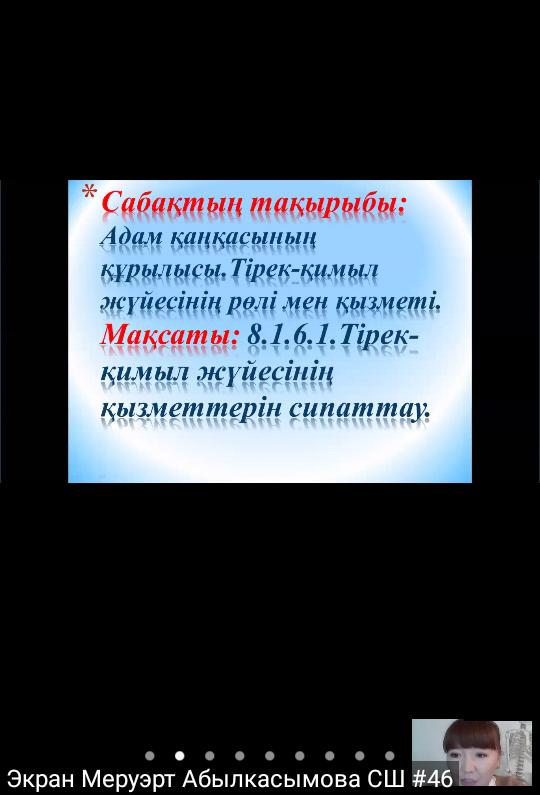 * Сабақтың тақырыбы:
Адам қаңқасының
құрылысы.Тірек-қимыл
жүйесінің рөлі мен қызметі.
Мақсаты: 8.1.6.1.Тірек-
қимыл жүйесінің
қызметтерін сипаттау.
Экран Меруэрт Абылкасымова СШ #46